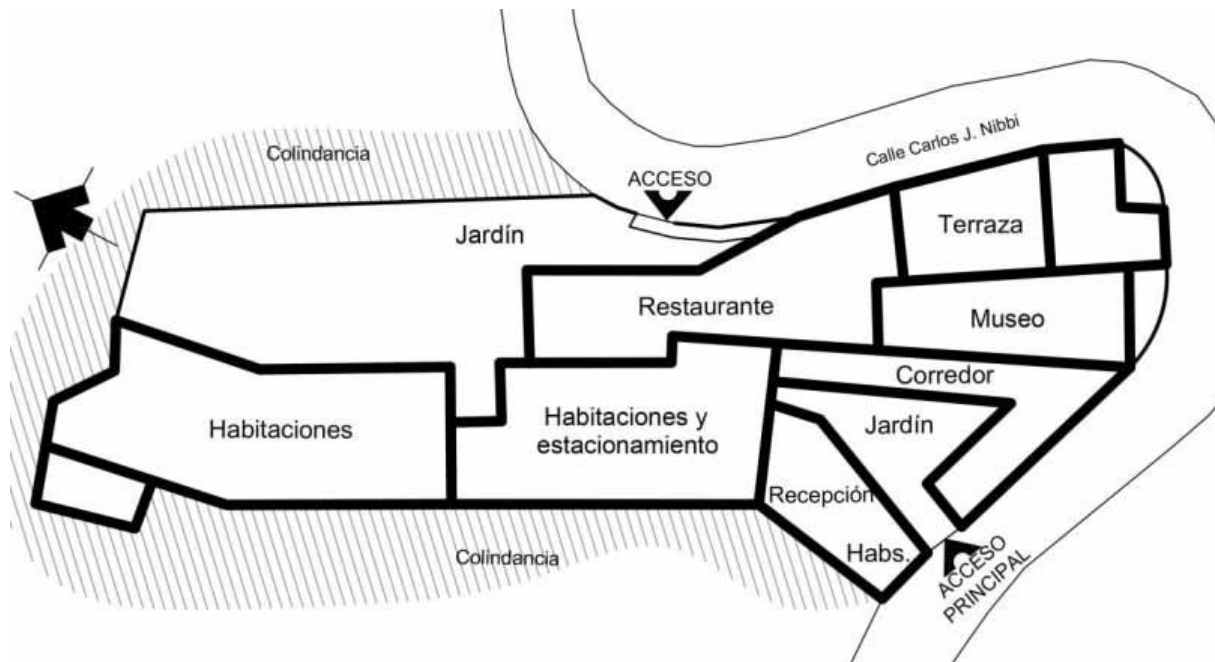 Colindancia
ACCESO
Calle Carlos J. Nibbi
Jardín
Terraza
Restaurante
Museo
Corredor
Habitaciones
Habitaciones y
estacionamiento
Jardín
Recepción
Habs.
Colindancia
ACCESO
PRINCIPAL